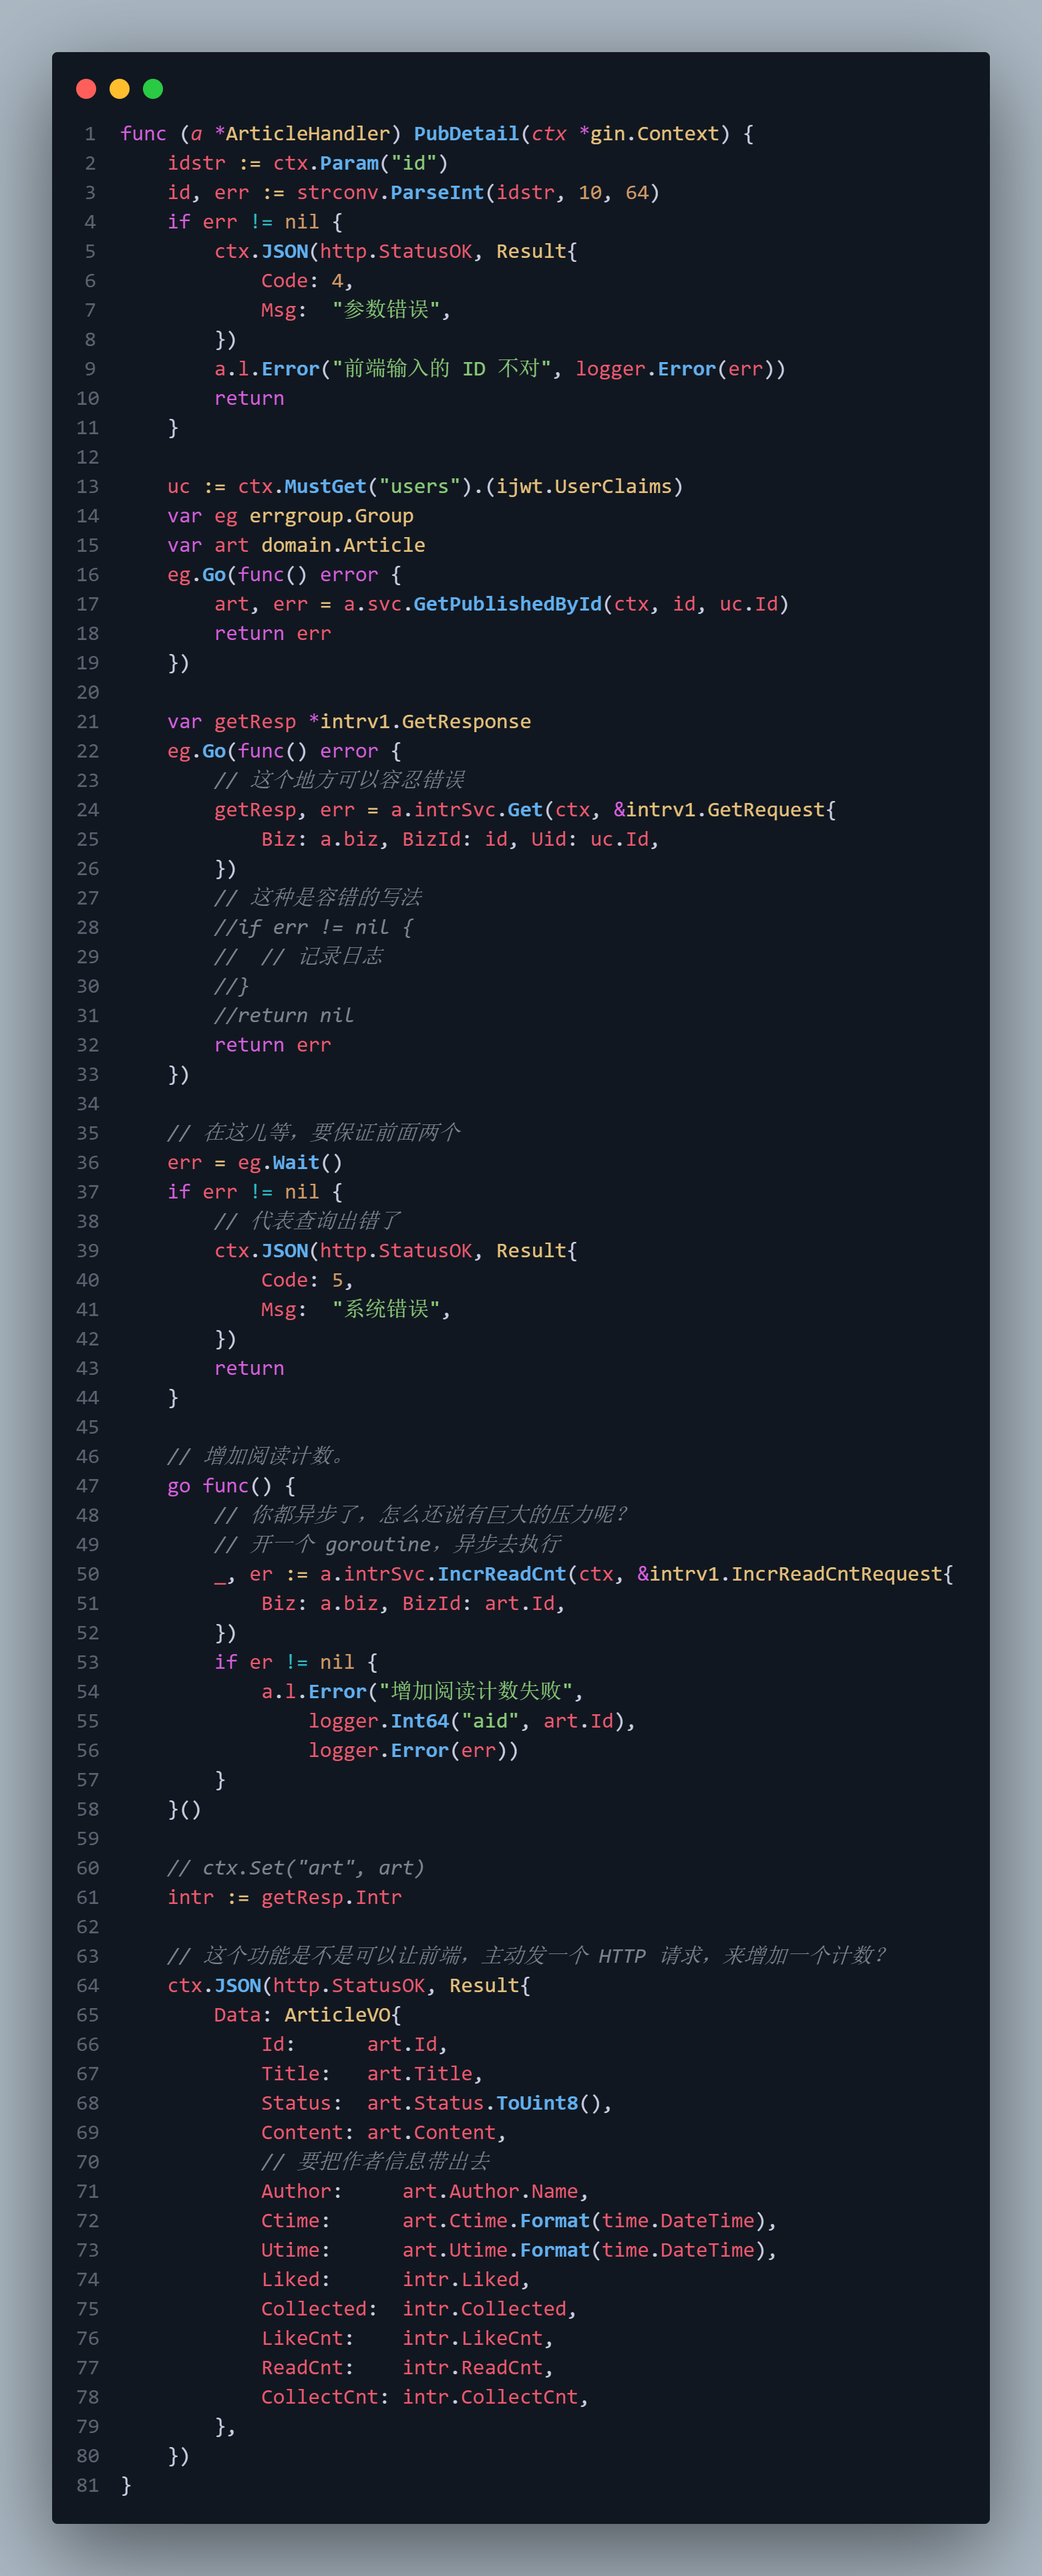 1 func (a *ArticleHandler) PubDetail(ctx *gin.Context) {
2     idstr := ctx.Param("id")
3     id, err := strconv.ParseInt(idstr, 10, 64)
4     if err != nil {
5         ctx.JSON(http.StatusOK, Result{
6             Code: 4,
7             Msg:  "参数错误",
8         })
9         a.l.Error("前端输入的 ID 不对", logger.Error(err))
10         return
11     }
12
13     uc := ctx.MustGet("users").(ijwt.UserClaims)
14     var eg errgroup.Group
15     var art domain.Article
16     eg.Go(func() error {
17         art, err = a.svc.GetPublishedById(ctx, id, uc.Id)
18         return err
19     })
20
21     var getResp *intrv1.GetResponse
22     eg.Go(func() error {
23         // 这个地方可以容忍错误
24         getResp, err = a.intrSvc.Get(ctx, &intrv1.GetRequest{
25             Biz: a.biz, BizId: id, Uid: uc.Id,
26         })
27         // 这种是容错的写法
28         //if err != nil {
29         //  // 记录日志
30         //}
31         //return nil
32         return err
33     })
34
35     // 在这儿等，要保证前面两个
36     err = eg.Wait()
37     if err != nil {
38         // 代表查询出错了
39         ctx.JSON(http.StatusOK, Result{
40             Code: 5,
41             Msg:  "系统错误",
42         })
43         return
44     }
45
46     // 增加阅读计数。
47     go func() {
48         // 你都异步了，怎么还说有巨大的压力呢？
49         // 开一个 goroutine，异步去执行
50         _, er := a.intrSvc.IncrReadCnt(ctx, &intrv1.IncrReadCntRequest{
51             Biz: a.biz, BizId: art.Id,
52         })
53         if er != nil {
54             a.l.Error("增加阅读计数失败",
55                 logger.Int64("aid", art.Id),
56                 logger.Error(err))
57         }
58     }()
59
60     // ctx.Set("art", art)
61     intr := getResp.Intr
62
63     // 这个功能是不是可以让前端，主动发一个 HTTP 请求，来增加一个计数？
64     ctx.JSON(http.StatusOK, Result{
65         Data: ArticleVO{
66             Id:      art.Id,
67             Title:   art.Title,
68             Status:  art.Status.ToUint8(),
69             Content: art.Content,
70             // 要把作者信息带出去
71             Author:     art.Author.Name,
72             Ctime:      art.Ctime.Format(time.DateTime),
73             Utime:      art.Utime.Format(time.DateTime),
74             Liked:      intr.Liked,
75             Collected:  intr.Collected,
76             LikeCnt:    intr.LikeCnt,
77             ReadCnt:    intr.ReadCnt,
78             CollectCnt: intr.CollectCnt,
79         },
80     })
81 }